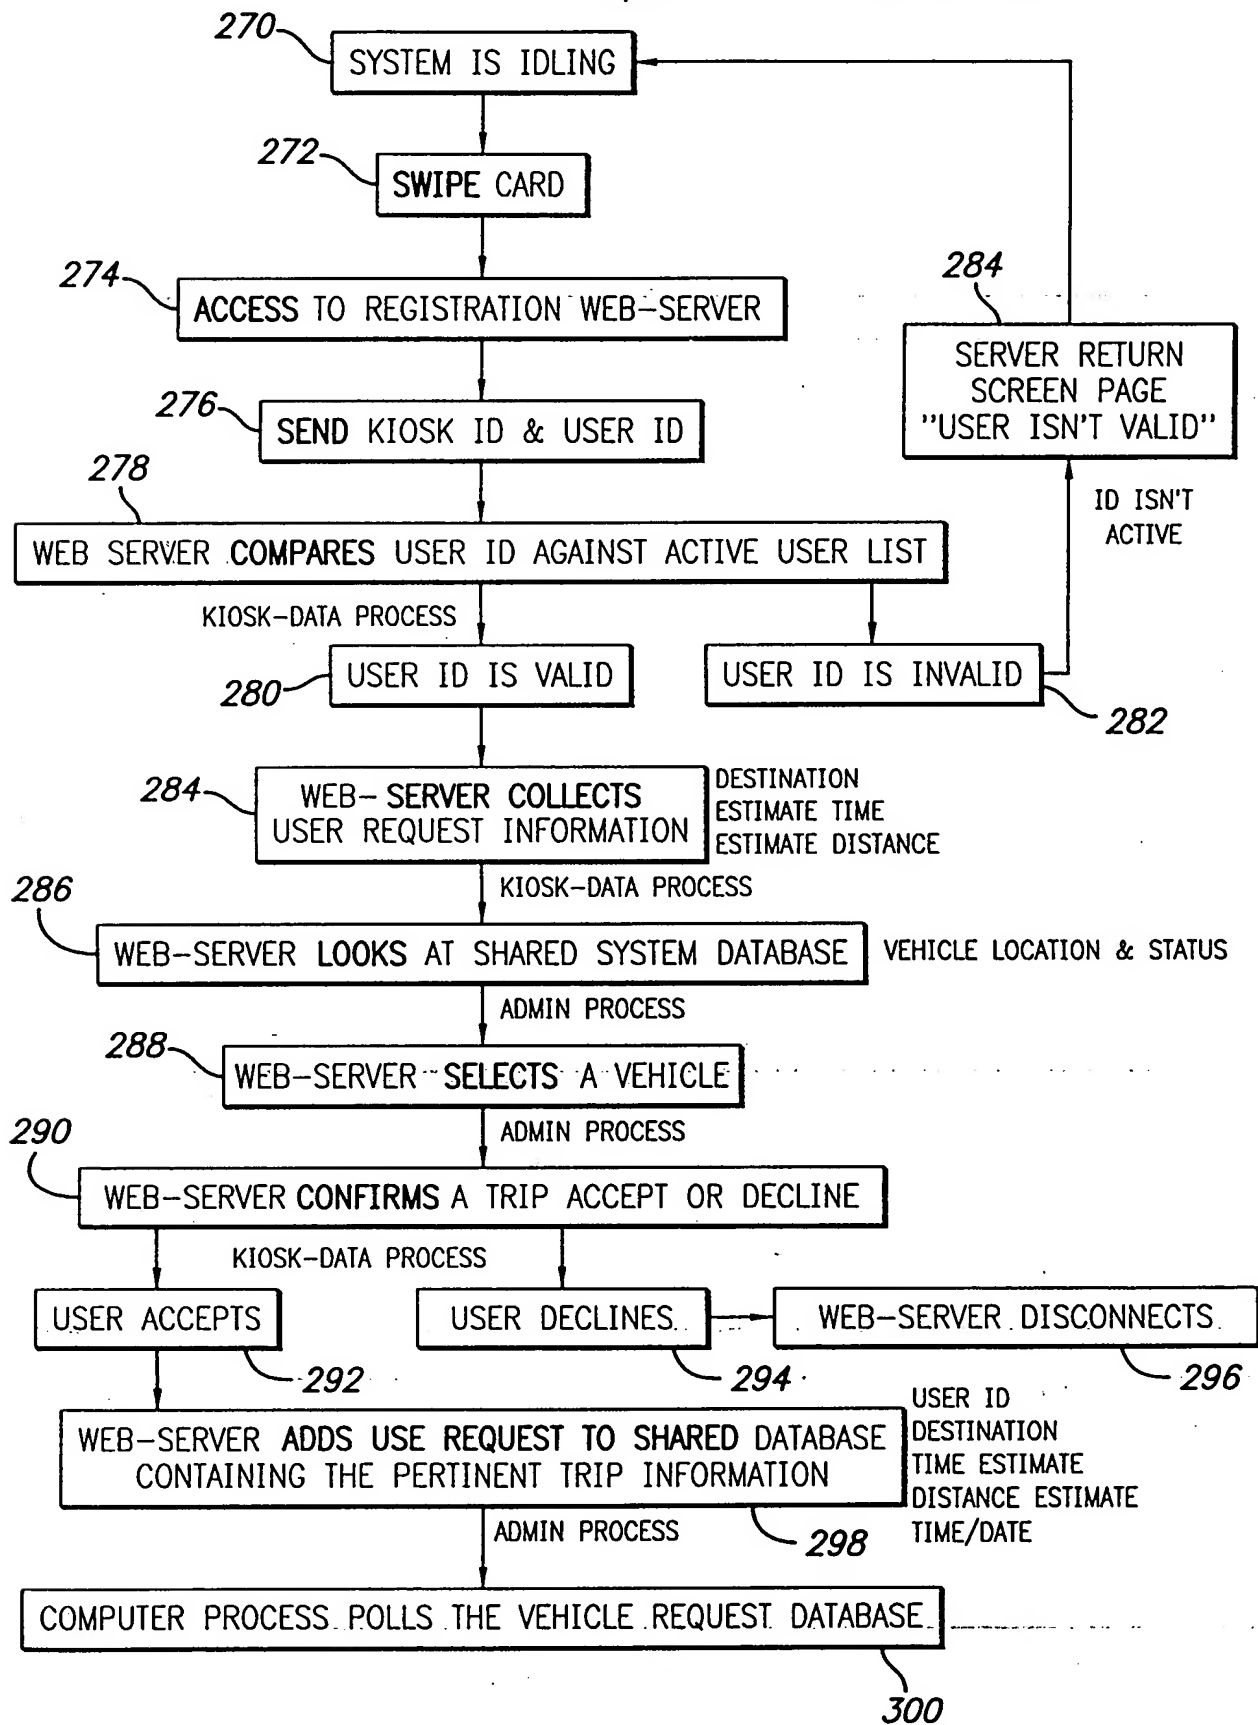 270
SYSTEM IS IDLING
272
SWIPE CARD
274
ACCESS TO REGISTRATION WEB-SERVER
284
SERVER RETURN
SCREEN PAGE
"USER ISN'T VALID"
276
SEND KIOSK ID & USER ID
278
ID ISN'T
ACTIVE
WEB SERVER COMPARES USER ID AGAINST ACTIVE USER LIST
KIOSK-DATA PROCESS
280
USER ID IS VALID
USER ID IS INVALID
282
284
WEB-SERVER COLLECTS
USER REQUEST INFORMATION
DESTINATION
ESTIMATE TIME
ESTIMATE DISTANCE
KIOSK-DATA PROCESS
286
WEB-SERVER LOOKS AT SHARED SYSTEM DATABASE
VEHICLE LOCATION & STATUS
ADMIN PROCESS
288
WEB-SERVER SELECTS A VEHICLE
ADMIN PROCESS
290
WEB-SERVER CONFIRMS A TRIP ACCEPT OR DECLINE
KIOSK-DATA PROCESS
USER ACCEPTS
USER DECLINES
WEB-SERVER DISCONNECTS
292
294
296
WEB-SERVER ADDS USE REQUEST TO SHARED DATABASE
CONTAINING THE PERTINENT TRIP INFORMATION
USER ID
DESTINATION
TIME ESTIMATE
DISTANCE ESTIMATE
TIME/DATE
298
ADMIN PROCESS
COMPUTER PROCESS POLLS THE VEHICLE REQUEST DATABASE
300